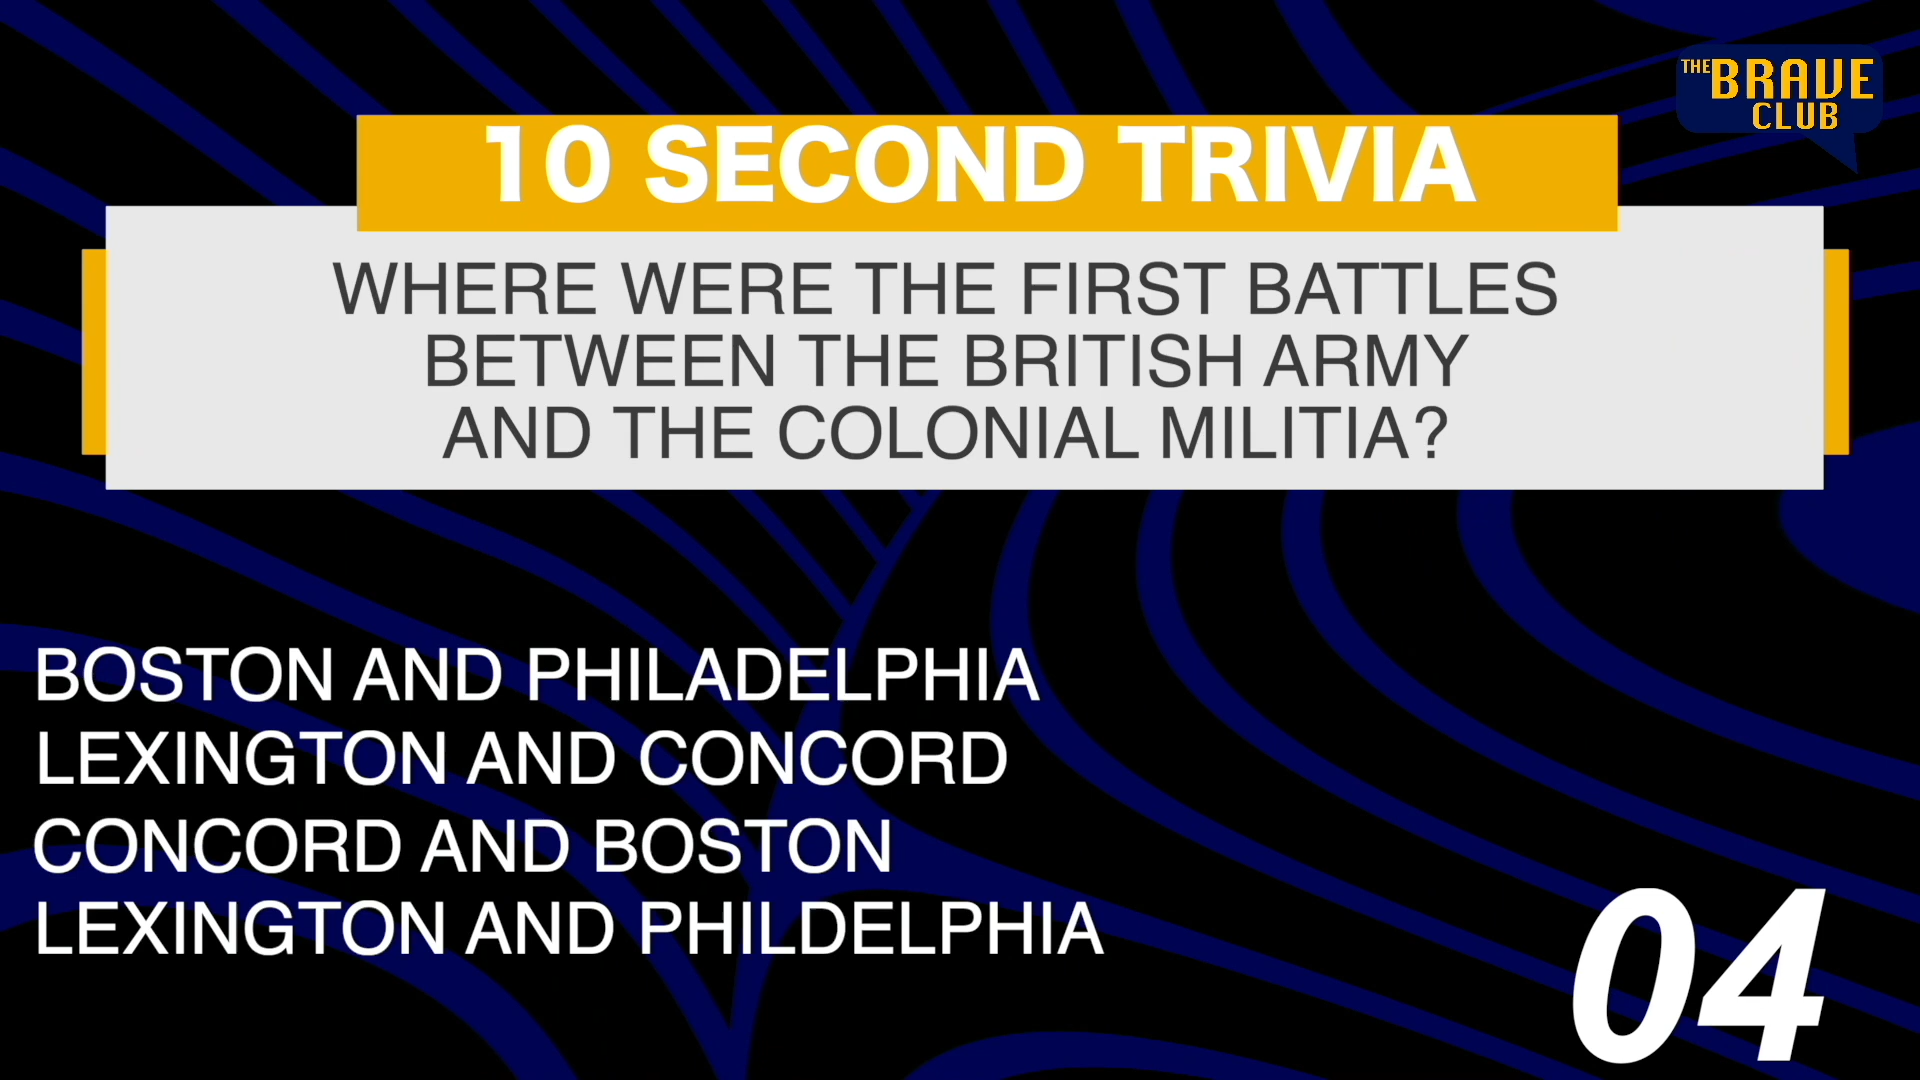 THE BRAVE
CLUB
10 SECOND TRIVIA
WHERE WERE THE FIRST BATTLES
BETWEEN THE BRITISH ARMY
AND THE COLONIAL MILITIA?
BOSTON AND PHILADELPHIA
LEXINGTON AND CONCORD
CONCORD AND BOSTON
LEXINGTON AND PHILDELPHIA
04